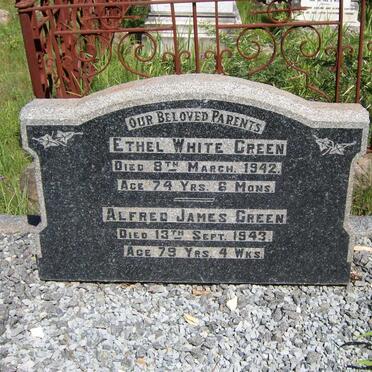 OUR BELOVED PARENTS
ETHEL WHITE GREEN
DIED 8TH MARCH. 1942.
AGE 74 YRS. 6 MONS.
ALFRED JAMES GREEN
DIED 13TH SEPT. 1943.
AGE 79 YRS. 4 WKS.